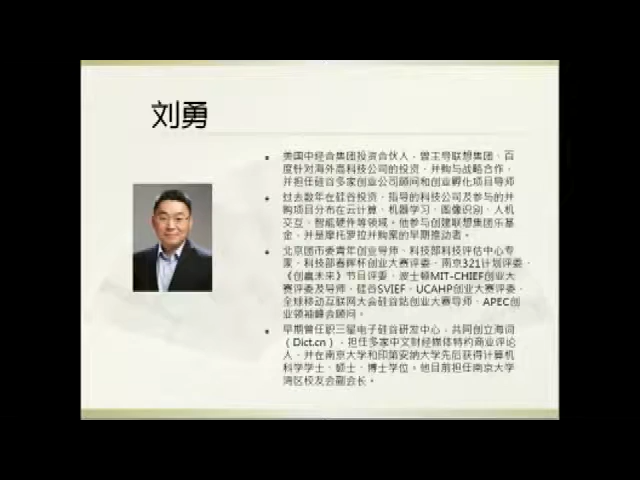 刘勇
• 美国中经合集团投资合伙人，曾主导联想集团、百
度针对海外高科技公司的投资、并购与战略合作，
并担任硅谷多家创业公司顾问和创业孵化项目导师
• 过去数年在硅谷投资、指导的科技公司及参与的并
购项目分布在云计算、机器学习、图像识别、人机
交互、智能硬件等领域。他参与创建联想集团乐基
金，并是摩托罗拉并购案的早期推动者。
• 北京团市委青年创业导师、科技部科技评估中心专
家、科技部春晖杯创业大赛评委、南京321计划评委、
《创赢未来》节目评委、波士顿MIT-CHIEF创业大
赛评委及导师、硅谷SVIEF、UCAHP创业大赛评委、
全球移动互联网大会硅谷站创业大赛导师、APEC创
业领袖峰会顾问。
• 早期曾任职三星电子硅谷研发中心，共同创立海词
（Dict.cn），担任多家中文财经媒体特约商业评论
人，并在南京大学和印第安纳大学先后获得计算机
科学学士、硕士、博士学位。他目前担任南京大学
湾区校友会副会长。